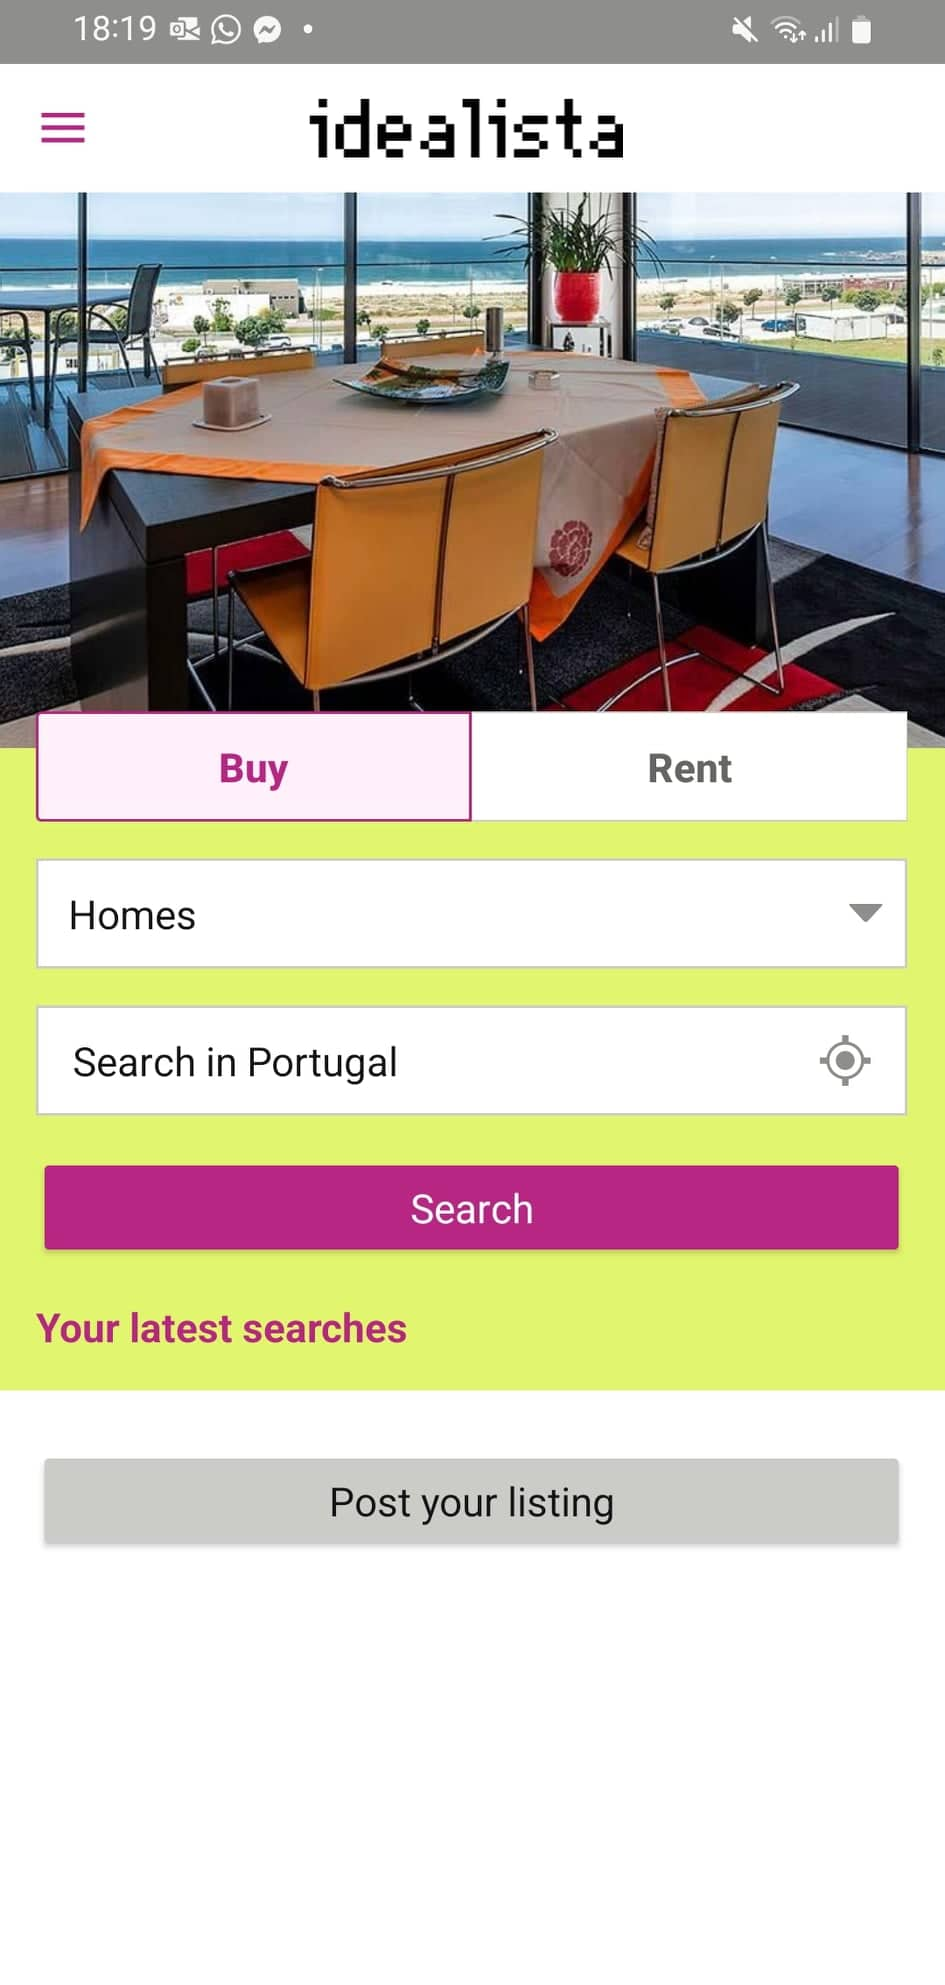 18:19
idealista
Buy
Rent
Homes
Search in Portugal
Search
Your latest searches
Post your listing